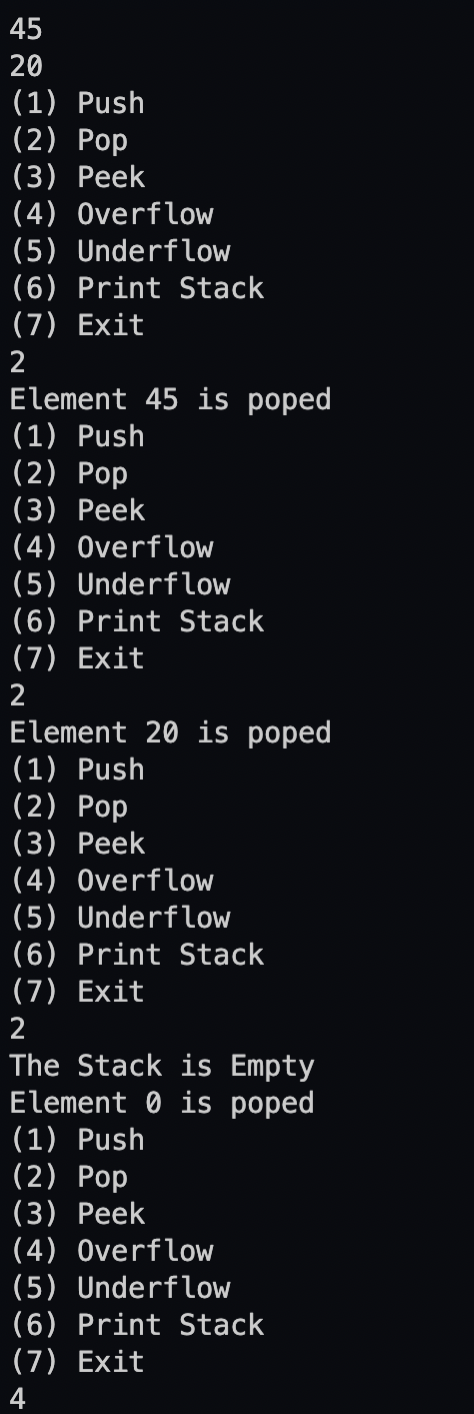 45
20
(1) Push
(2) Pop
(3) Peek
(4) Overflow
(5) Underflow
(6) Print Stack
(7) Exit
2
Element 45 is poped
(1) Push
(2) Pop
(3) Peek
(4) Overflow
(5) Underflow
(6) Print Stack
(7) Exit
2
Element 20 is poped
(1) Push
(2) Pop
(3) Peek
(4) Overflow
(5) Underflow
(6) Print Stack
(7) Exit
2
The Stack is Empty
Element 0 is poped
(1) Push
(2) Pop
(3) Peek
(4) Overflow
(5) Underflow
(6) Print Stack
(7) Exit
4